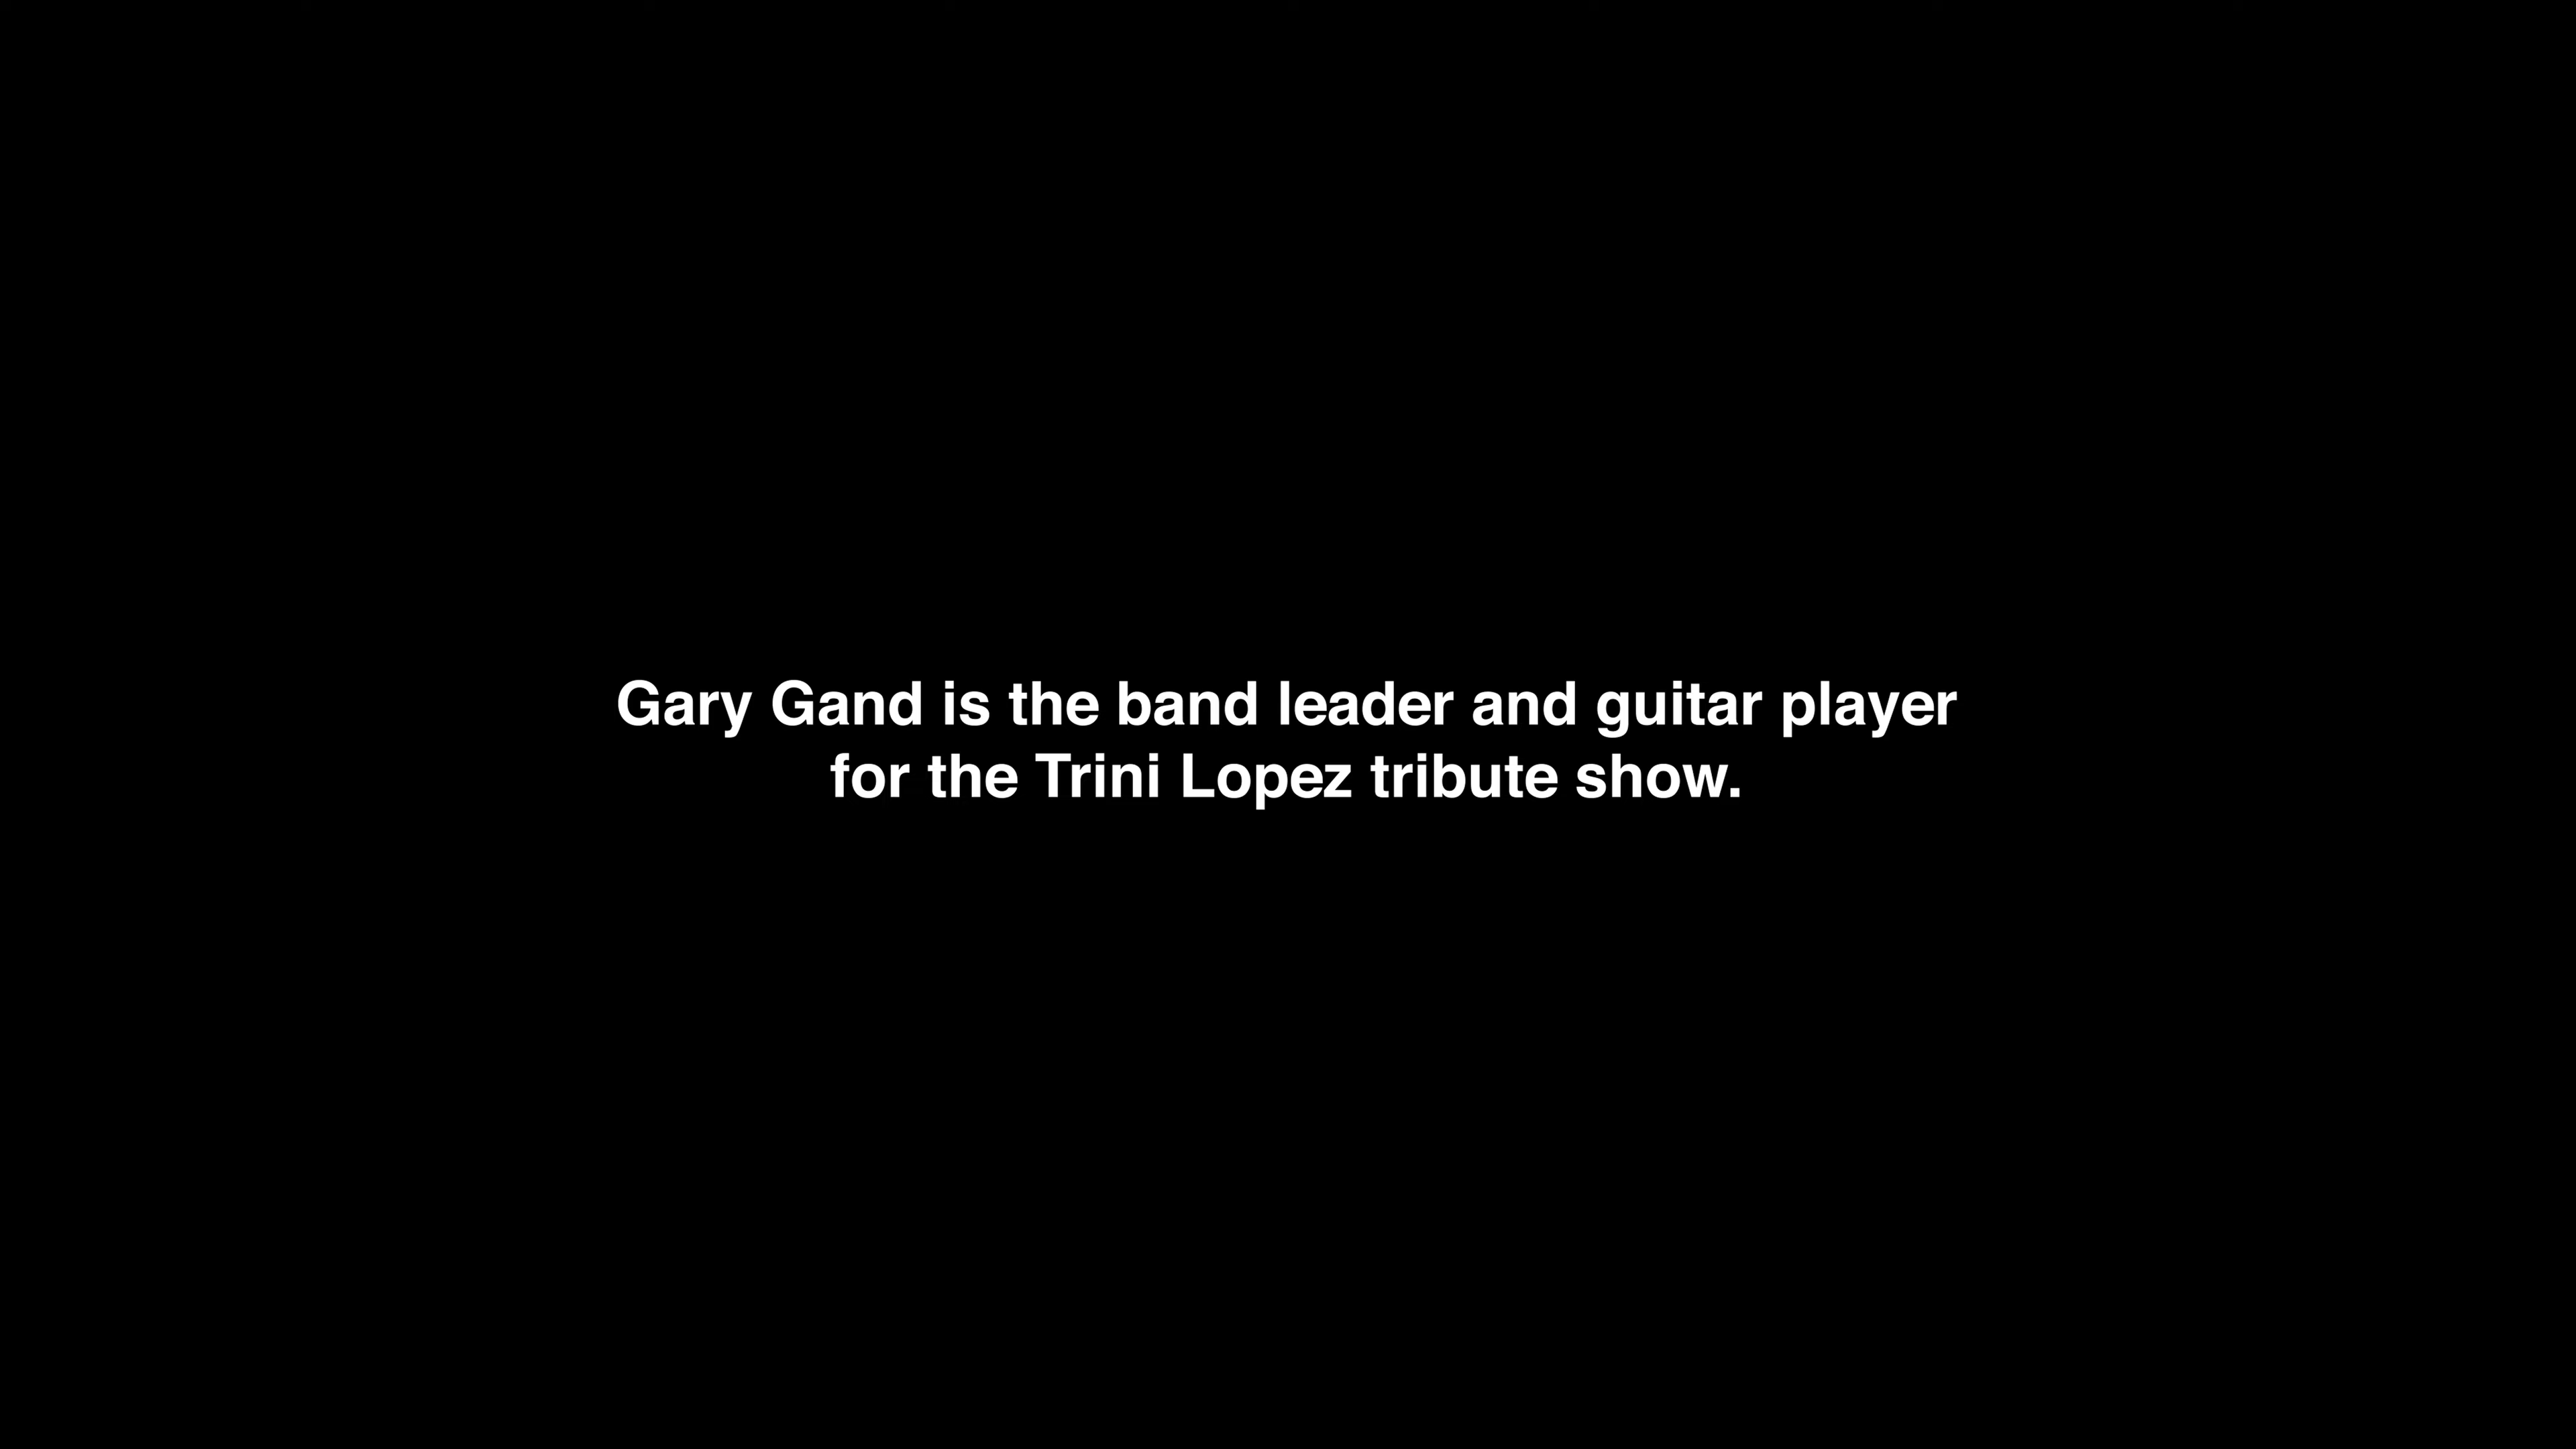 Gary Gand is the band leader and guitar player
for the Trini Lopez tribute show.